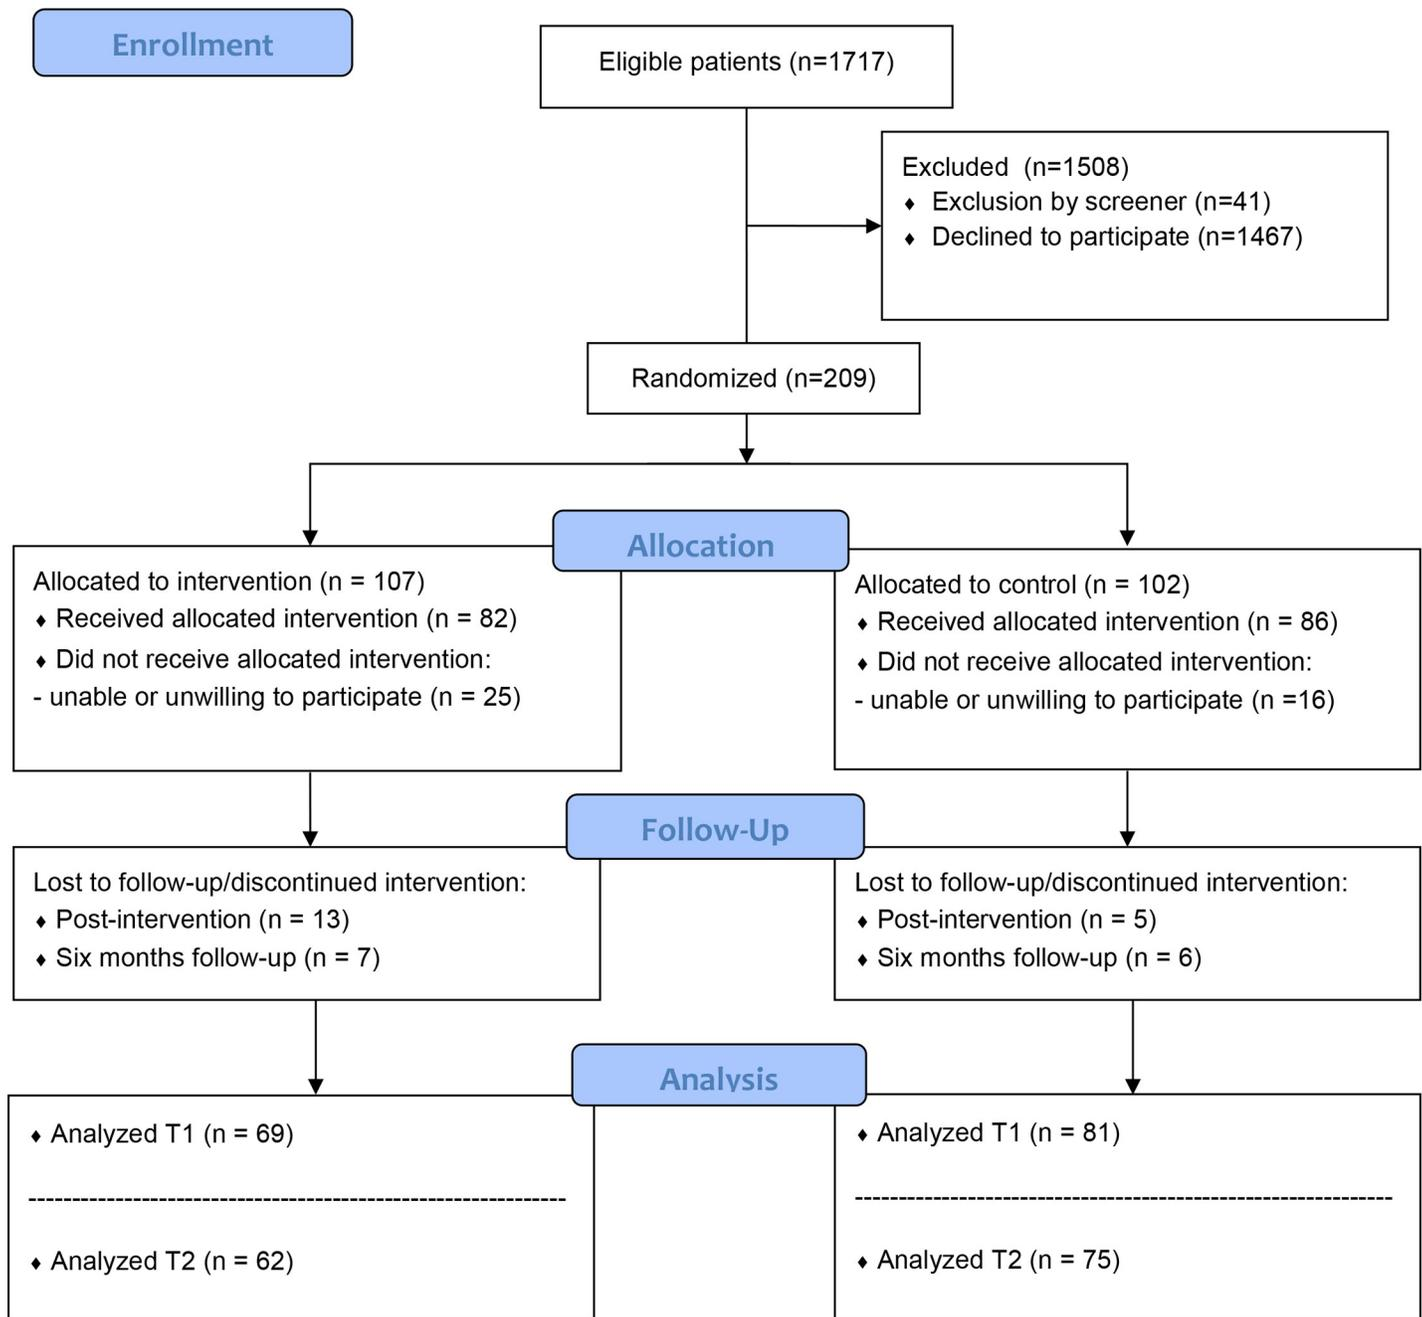 Enrollment
Eligible patients (n=1717)
Excluded  (n=1508)
♦ Exclusion by screener (n=41)
♦ Declined to participate (n=1467)
Randomized (n=209)
Allocation
Allocated to intervention (n = 107)
♦ Received allocated intervention (n = 82)
♦ Did not receive allocated intervention:
- unable or unwilling to participate (n = 25)
Allocated to control (n = 102)
♦ Received allocated intervention (n = 86)
♦ Did not receive allocated intervention:
- unable or unwilling to participate (n =16)
Follow-Up
Lost to follow-up/discontinued intervention:
♦ Post-intervention (n = 13)
♦ Six months follow-up (n = 7)
Lost to follow-up/discontinued intervention:
♦ Post-intervention (n = 5)
♦ Six months follow-up (n = 6)
Analysis
♦ Analyzed T1 (n = 69)
♦ Analyzed T2 (n = 62)
♦ Analyzed T1 (n = 81)
♦ Analyzed T2 (n = 75)